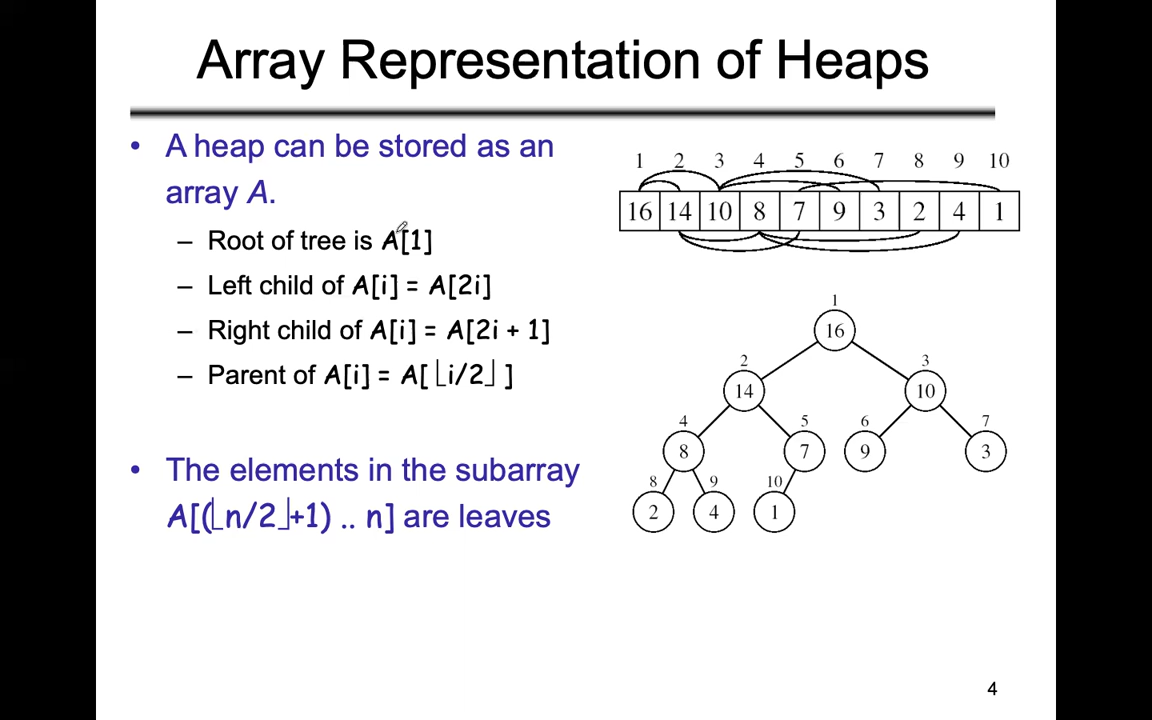 Array Representation of Heaps
• A heap can be stored as an
array A.
– Root of tree is A[1]
– Left child of A[i] = A[2i]
– Right child of A[i] = A[2i + 1]
– Parent of A[i] = A[ ⌊i/2⌋ ]
• The elements in the subarray
A[(⌊n/2⌋+1) .. n] are leaves
1 2 3 4 5 6 7 8 9 10
16 14 10 8 7 9 3 2 4 1
1
16
2 3
14 10
4 5 6 7
8 7 9 3
8 9 10
2 4 1
4